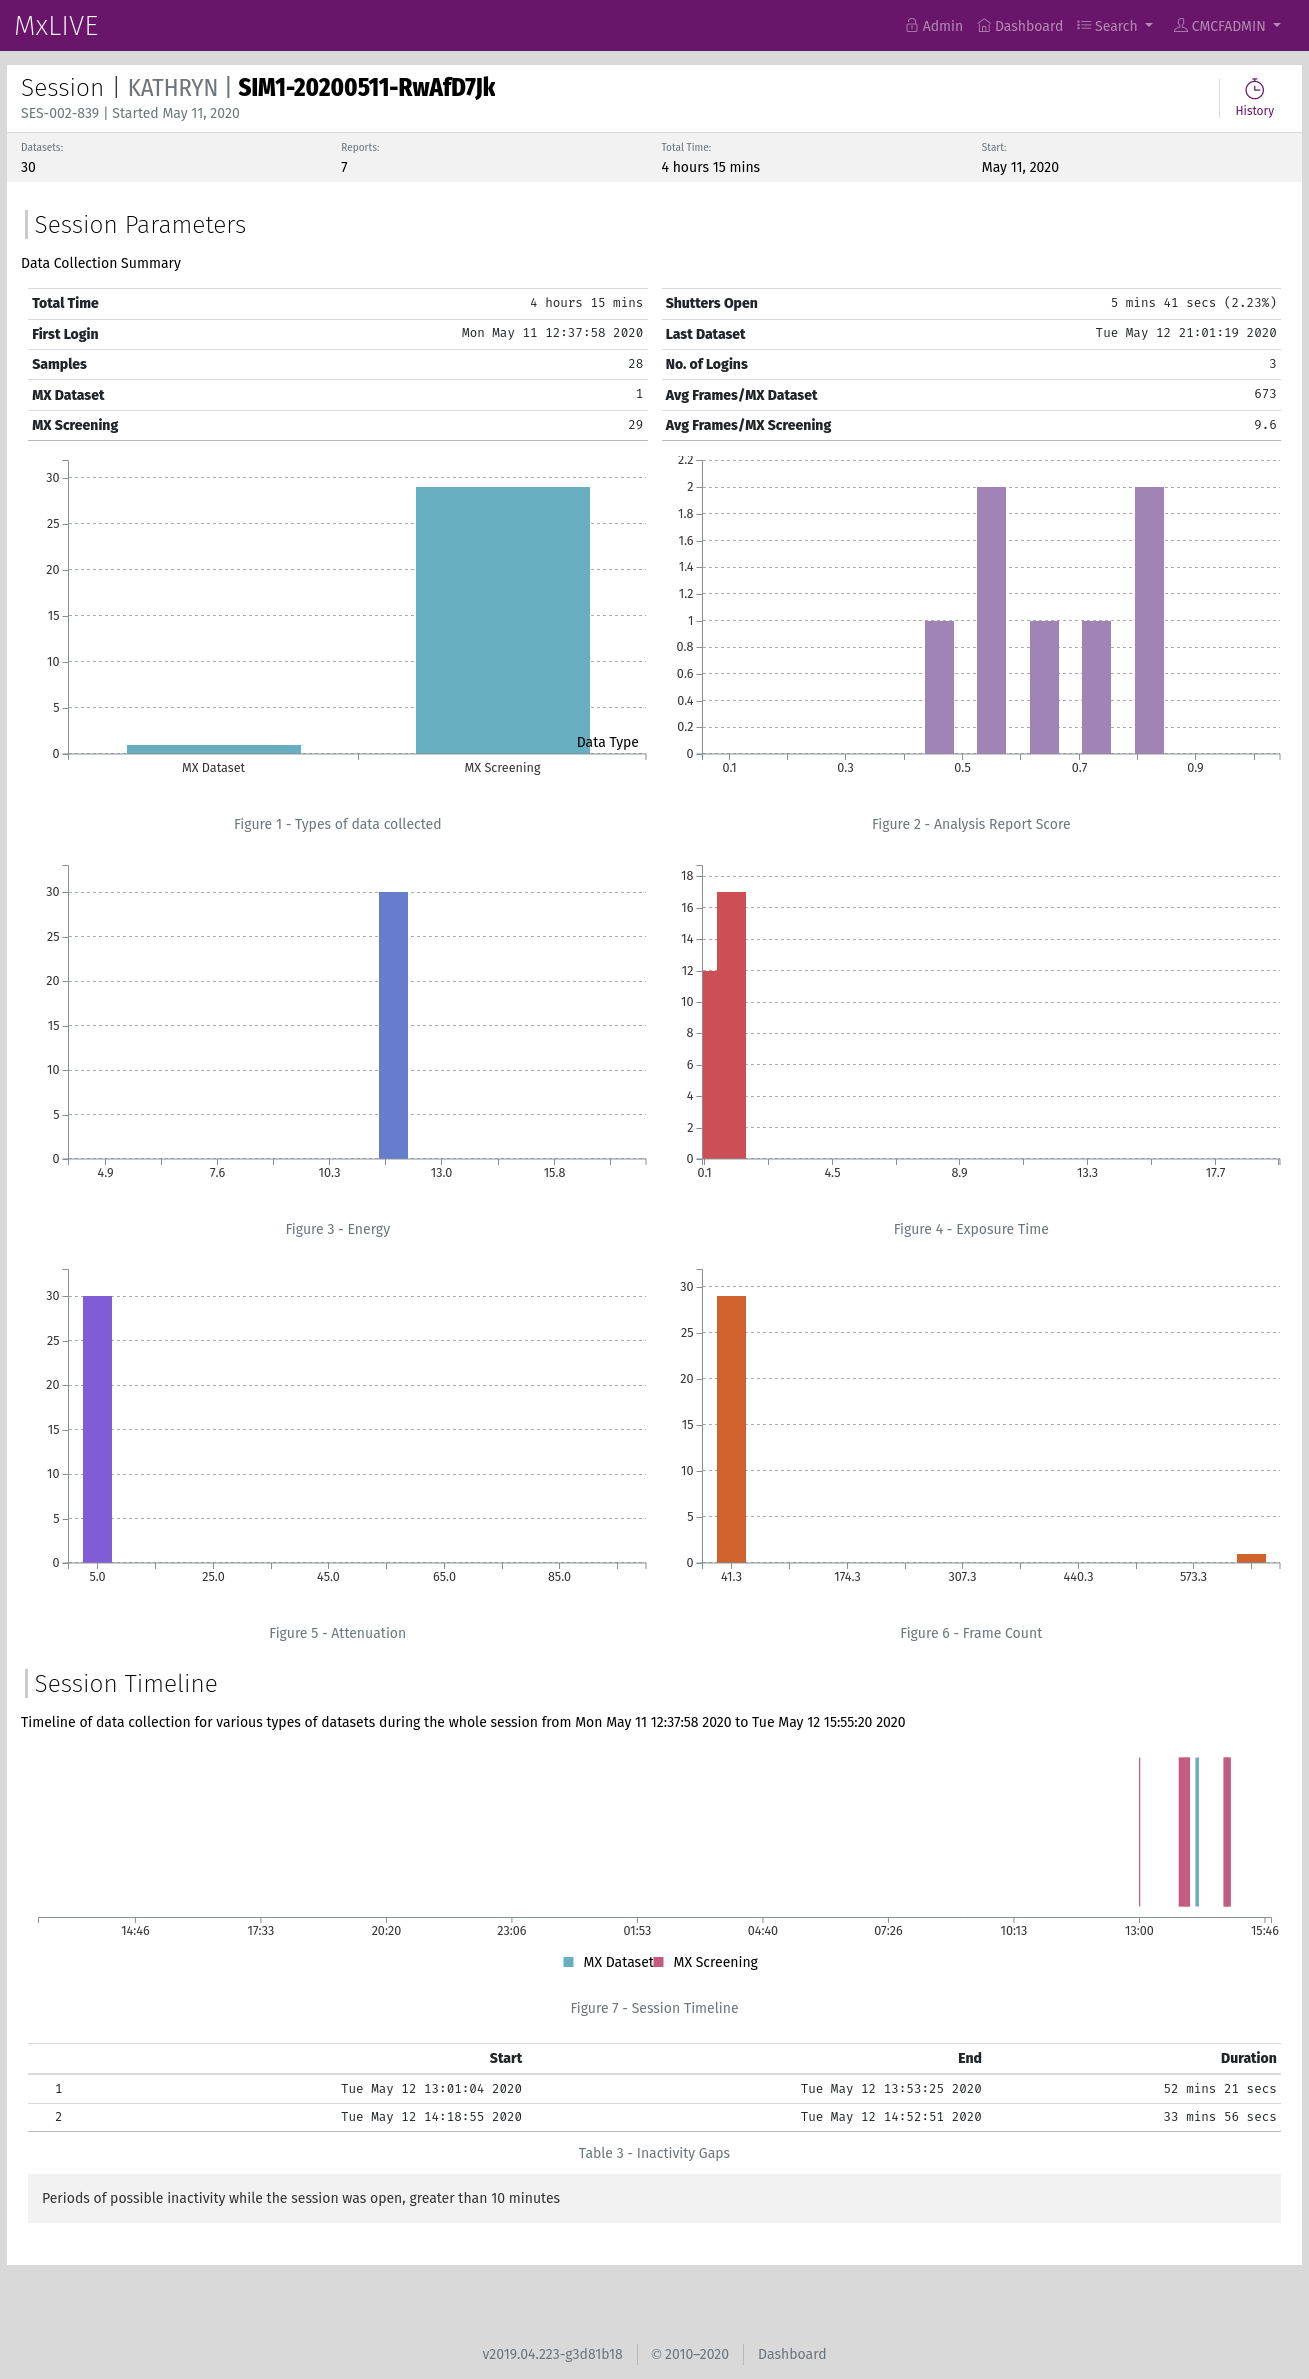 MxLIVE
Admin Dashboard Search CMCFADMIN
Session | KATHRYN | SIM1-20200511-RwAfD7Jk
SES-002-839 | Started May 11, 2020
History
Datasets: Reports: Total Time: Start:
30 7 4 hours 15 mins May 11, 2020
Session Parameters
Data Collection Summary
Total Time 4 hours 15 mins
First Login Mon May 11 12:37:58 2020
Samples 28
MX Dataset 1
MX Screening 29
Shutters Open 5 mins 41 secs (2.23%)
Last Dataset Tue May 12 21:01:19 2020
No. of Logins 3
Avg Frames/MX Dataset 673
Avg Frames/MX Screening 9.6
30
25
20
15
10
5
0
Data Type
MX Dataset MX Screening
Figure 1 - Types of data collected
2.2
2
1.8
1.6
1.4
1.2
1
0.8
0.6
0.4
0.2
0
0.1 0.3 0.5 0.7 0.9
Figure 2 - Analysis Report Score
30
25
20
15
10
5
0
4.9 7.6 10.3 13.0 15.8
Figure 3 - Energy
18
16
14
12
10
8
6
4
2
0
0.1 4.5 8.9 13.3 17.7
Figure 4 - Exposure Time
30
25
20
15
10
5
0
5.0 25.0 45.0 65.0 85.0
Figure 5 - Attenuation
30
25
20
15
10
5
0
41.3 174.3 307.3 440.3 573.3
Figure 6 - Frame Count
Session Timeline
Timeline of data collection for various types of datasets during the whole session from Mon May 11 12:37:58 2020 to Tue May 12 15:55:20 2020
14:46 17:33 20:20 23:06 01:53 04:40 07:26 10:13 13:00 15:46
MX Dataset MX Screening
Figure 7 - Session Timeline
Start End Duration
1 Tue May 12 13:01:04 2020 Tue May 12 13:53:25 2020 52 mins 21 secs
2 Tue May 12 14:18:55 2020 Tue May 12 14:52:51 2020 33 mins 56 secs
Table 3 - Inactivity Gaps
Periods of possible inactivity while the session was open, greater than 10 minutes
v2019.04.223-g3d81b18 © 2010–2020 Dashboard